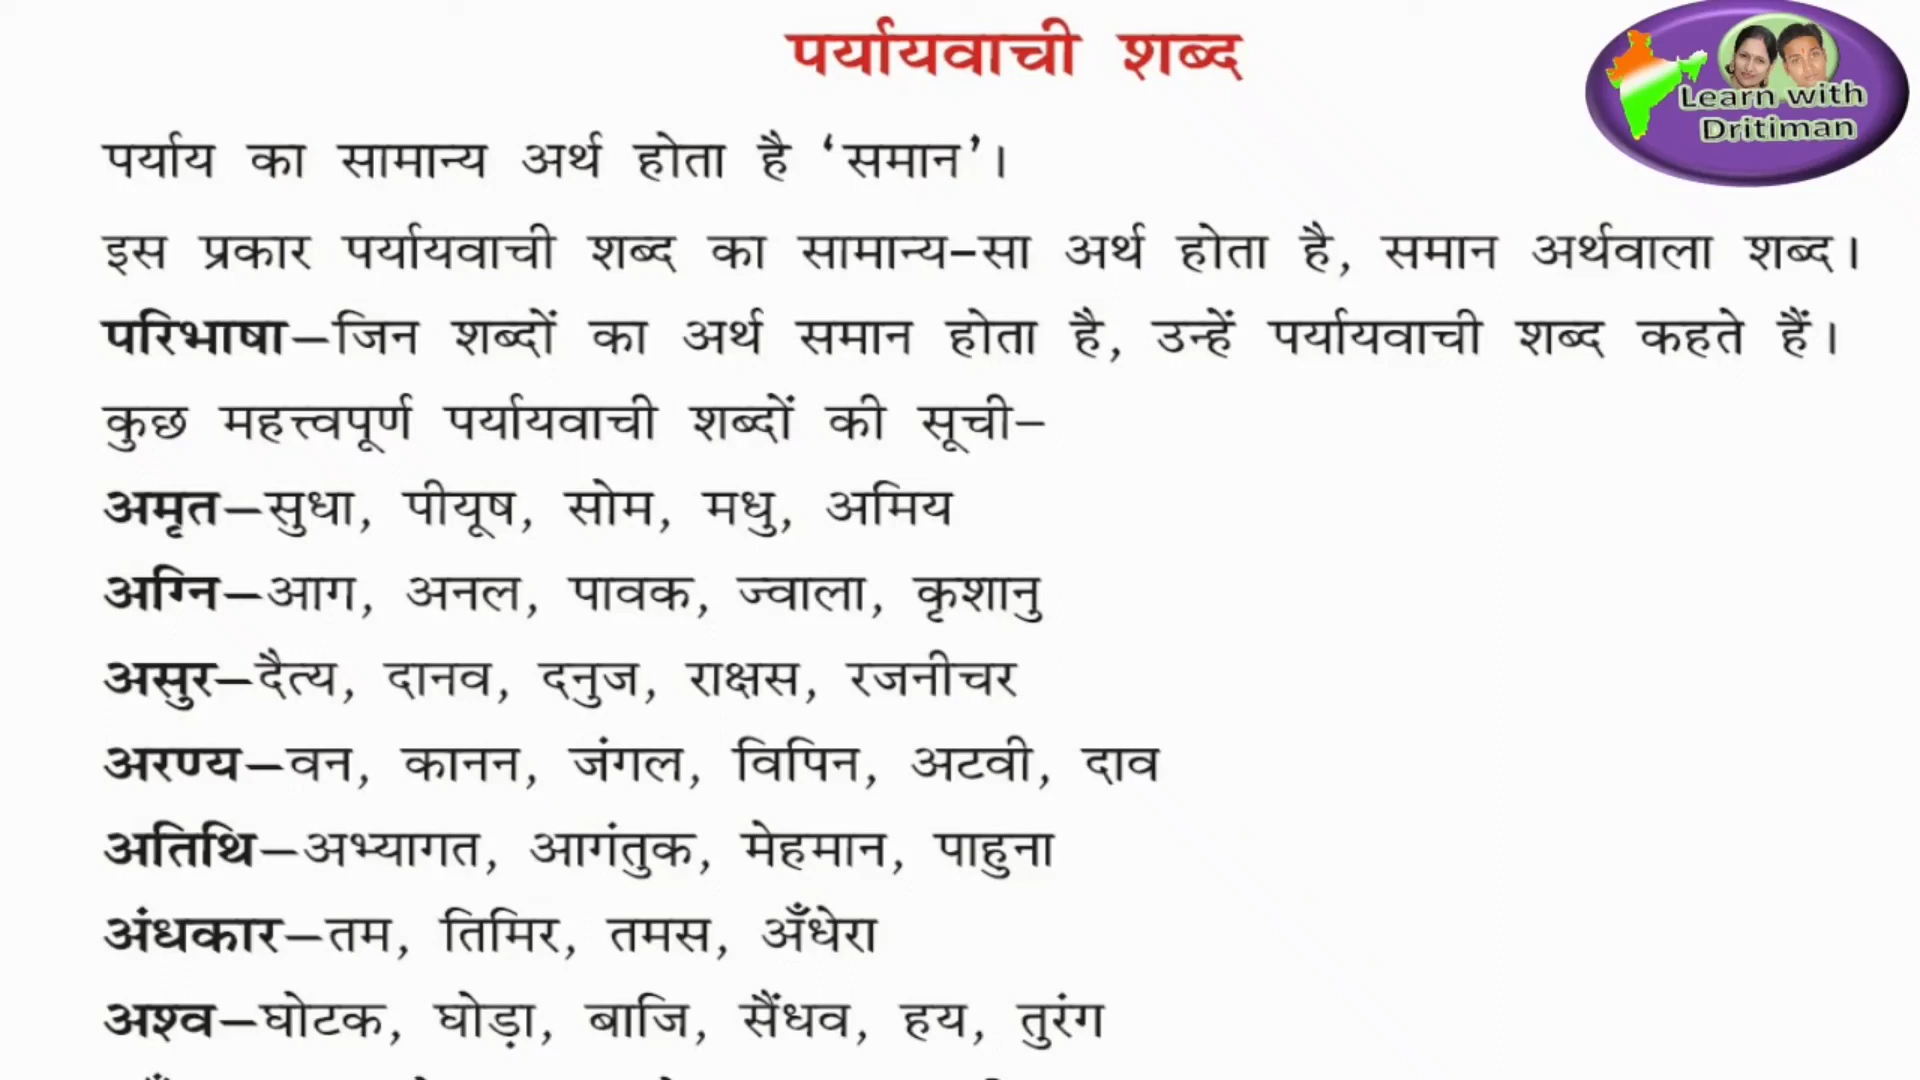 पर्यायवाची शब्द
Learn with
Dritiman
पर्याय का सामान्य अर्थ होता है ‘समान’।
इस प्रकार पर्यायवाची शब्द का सामान्य-सा अर्थ होता है, समान अर्थवाला शब्द।
परिभाषा–जिन शब्दों का अर्थ समान होता है, उन्हें पर्यायवाची शब्द कहते हैं।
कुछ महत्त्वपूर्ण पर्यायवाची शब्दों की सूची–
अमृत–सुधा, पीयूष, सोम, मधु, अमिय
अग्नि–आग, अनल, पावक, ज्वाला, कृशानु
असुर–दैत्य, दानव, दनुज, राक्षस, रजनीचर
अरण्य–वन, कानन, जंगल, विपिन, अटवी, दाव
अतिथि–अभ्यागत, आगंतुक, मेहमान, पाहुना
अंधकार–तम, तिमिर, तमस, अँधेरा
अश्व–घोटक, घोड़ा, बाजि, सैंधव, हय, तुरंग